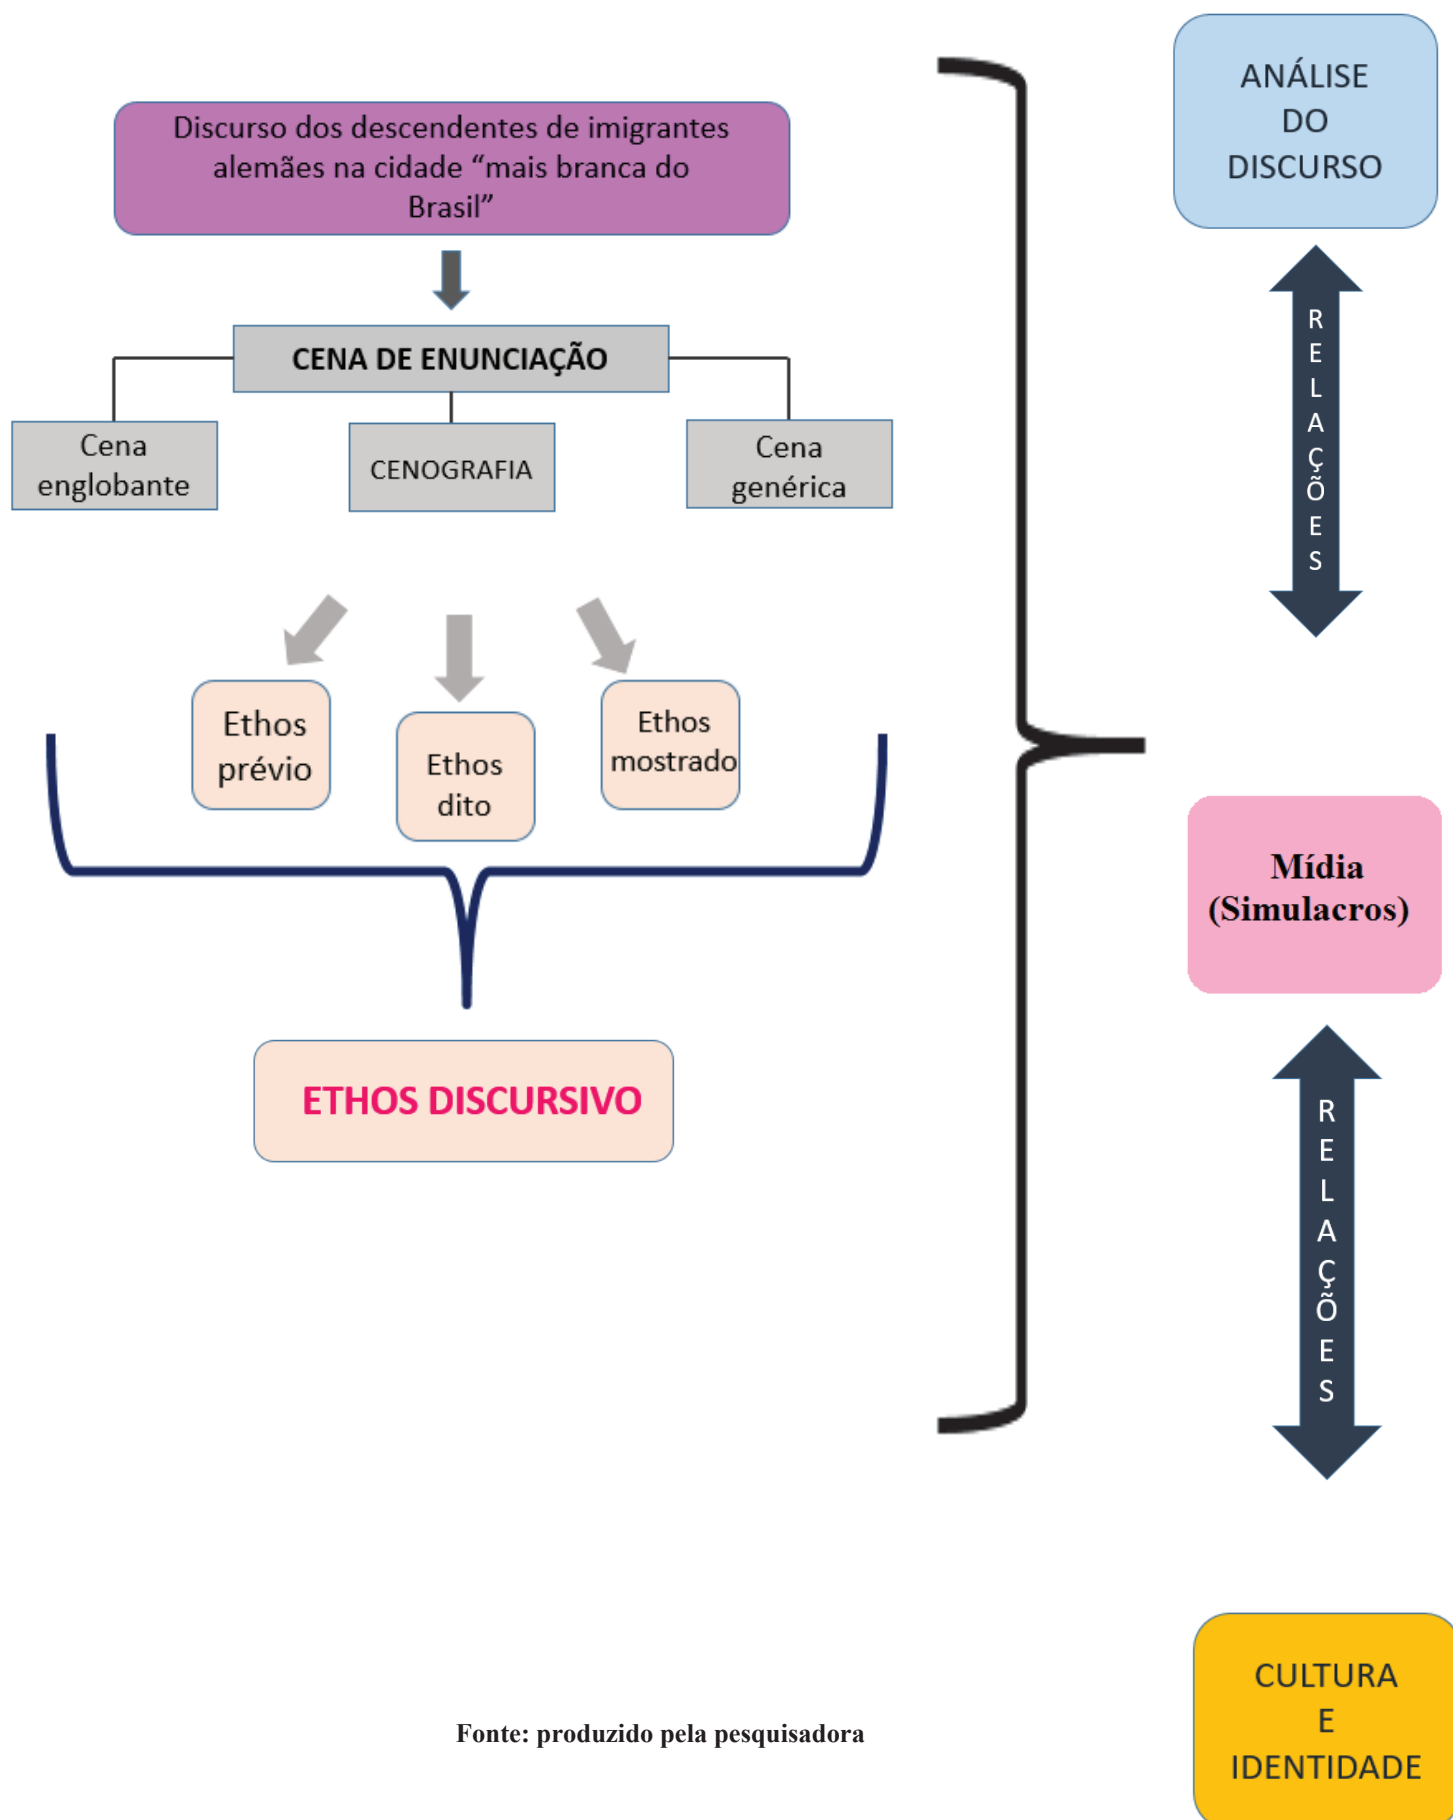 Discurso dos descendentes de imigrantes
alemães na cidade “mais branca do
Brasil”
CENA DE ENUNCIAÇÃO
Cena
englobante
CENOGRAFIA
Cena
genérica
Ethos
prévio
Ethos
dito
Ethos
mostrado
ETHOS DISCURSIVO
ANÁLISE
DO
DISCURSO
RELAÇÕES
Mídia
(Simulacros)
RELAÇÕES
CULTURA
E
IDENTIDADE
Fonte: produzido pela pesquisadora